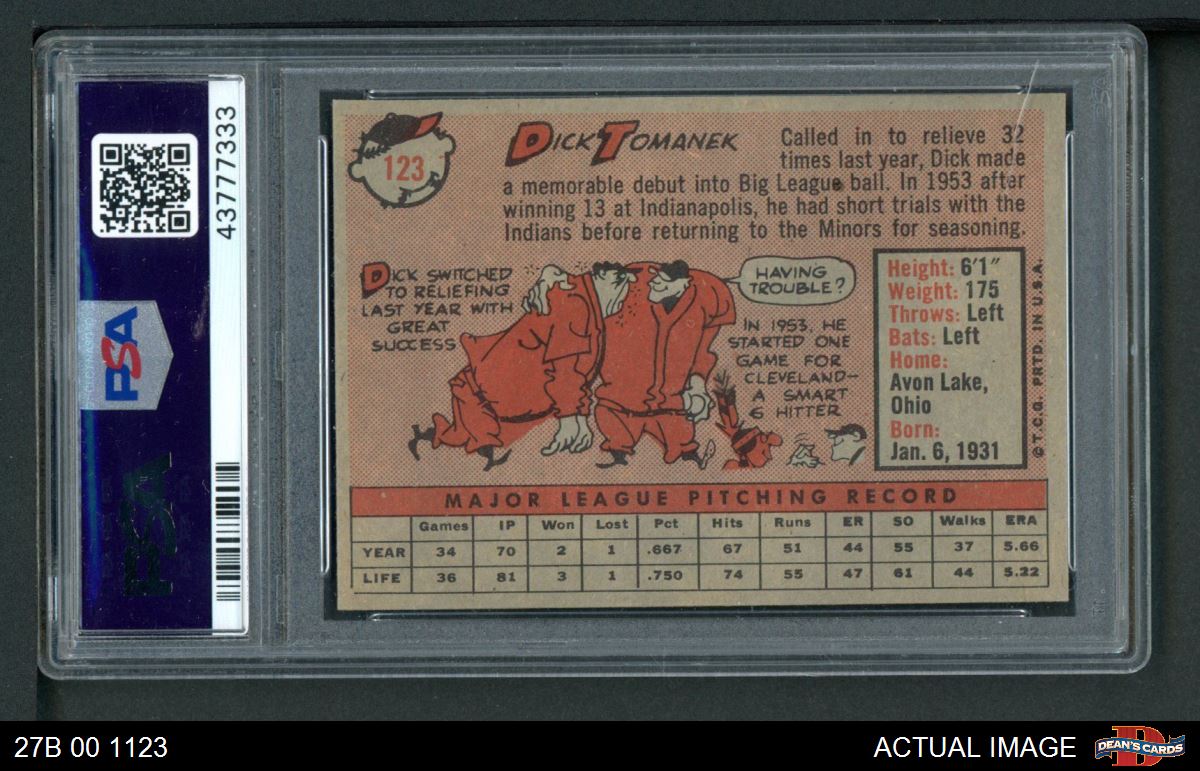 43777333
PSA
PSA
123
DICK TOMANEK
Called in to relieve 32
times last year, Dick made
a memorable debut into Big League ball. In 1953 after
winning 13 at Indianapolis, he had short trials with the
Indians before returning to the Minors for seasoning.
DICK SWITCHED
TO RELIEFING
LAST YEAR WITH
GREAT
SUCCESS
HAVING
TROUBLE?
IN 1953, HE
STARTED ONE
GAME FOR
CLEVELAND—
A SMART
6 HITTER
Height: 6'1"
Weight: 175
Throws: Left
Bats: Left
Home:
Avon Lake,
Ohio
Born:
Jan. 6, 1931
©T.C.G. PRTD. IN U.S.A.
MAJOR LEAGUE PITCHING RECORD
Games IP Won Lost Pct Hits Runs ER SO Walks ERA
YEAR 34 70 2 1 .667 67 51 44 55 37 5.66
LIFE 36 81 3 1 .750 74 55 47 61 44 5.22
27B 00 1123
ACTUAL IMAGE
DEAN'S CARDS